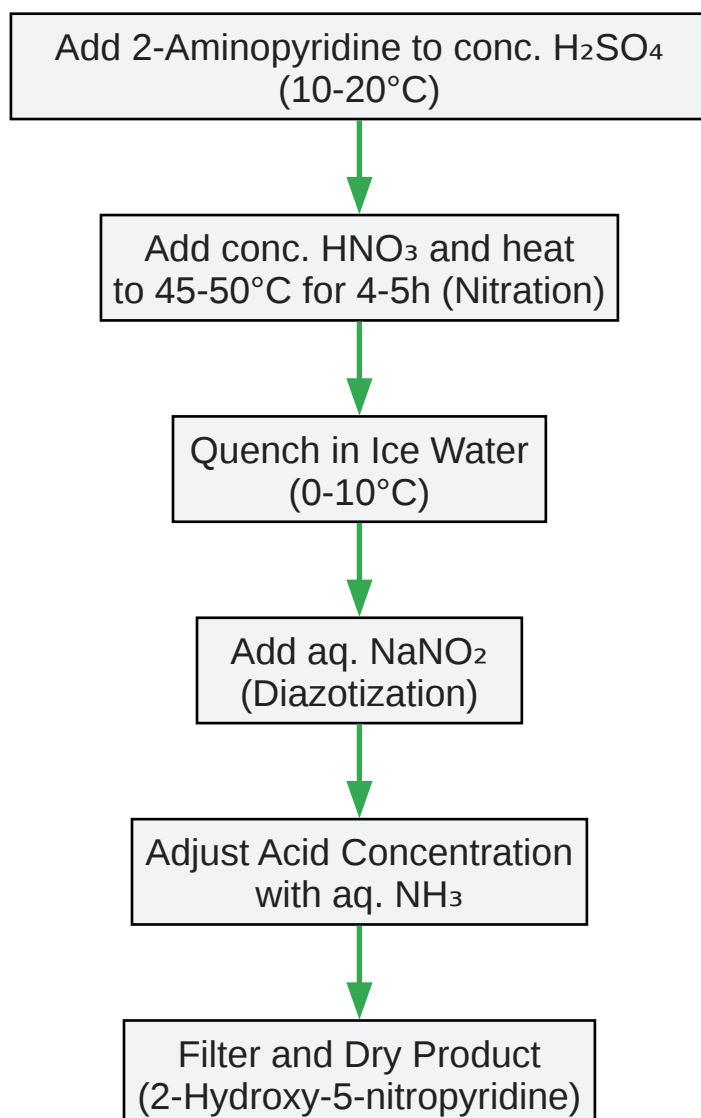 Add 2-Aminopyridine to conc. H₂SO₄
(10-20°C)
Add conc. HNO₃ and heat
to 45-50°C for 4-5h (Nitration)
Quench in Ice Water
(0-10°C)
Add aq. NaNO₂
(Diazotization)
Adjust Acid Concentration
with aq. NH₃
Filter and Dry Product
(2-Hydroxy-5-nitropyridine)